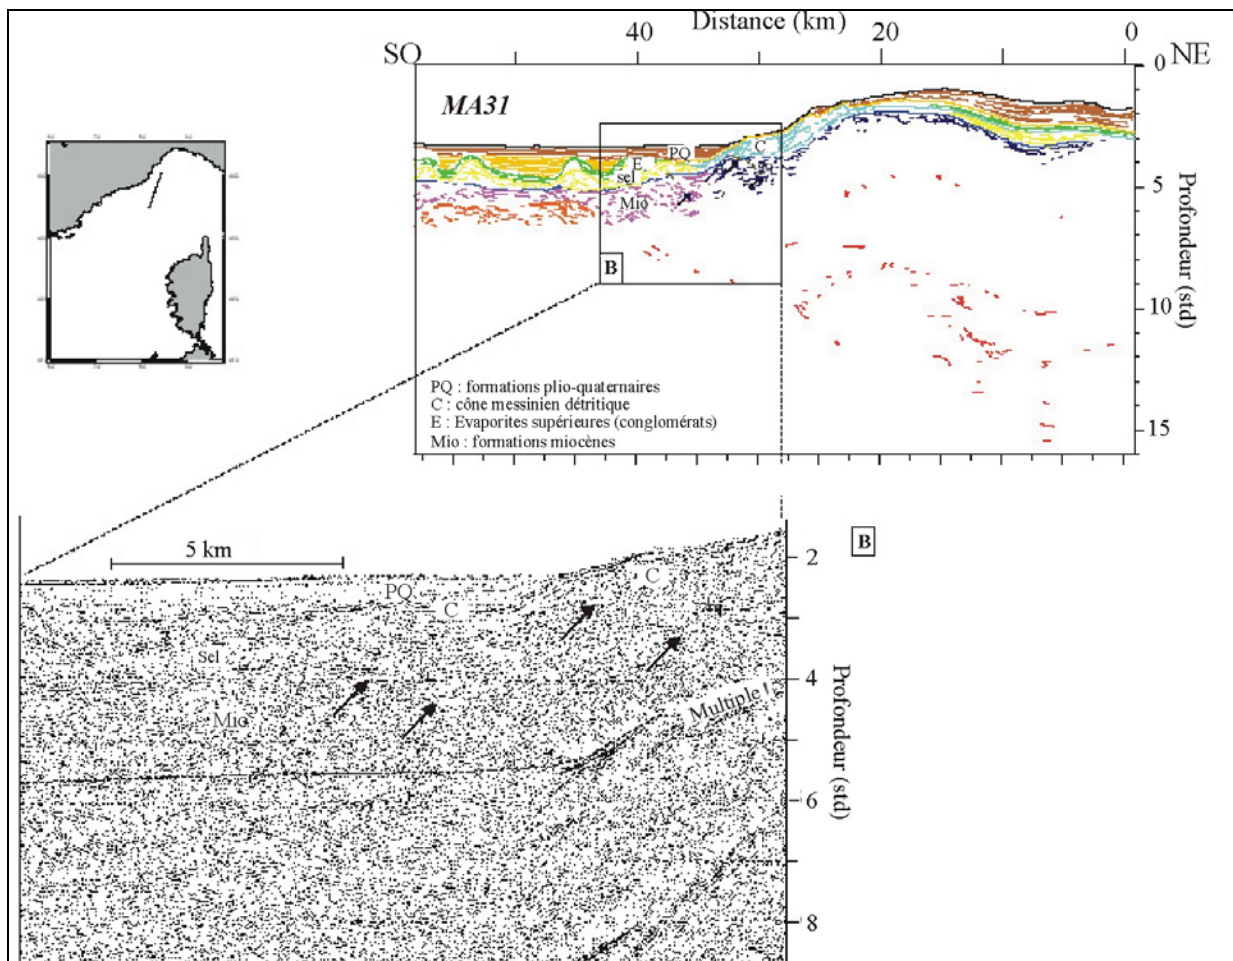 Distance (km)
40
20
0
SO
NE
MA31
PQ
C
E
sel
Mio
B
0
5
10
15
Profondeur (std)
PQ : formations plio-quaternaires
C : cône messinien détritique
E : Evaporites supérieures (conglomérats)
Mio : formations miocènes
5 km
B
PQ
C
C
Sel
Mio
Multiple !
2
4
6
8
Profondeur (std)